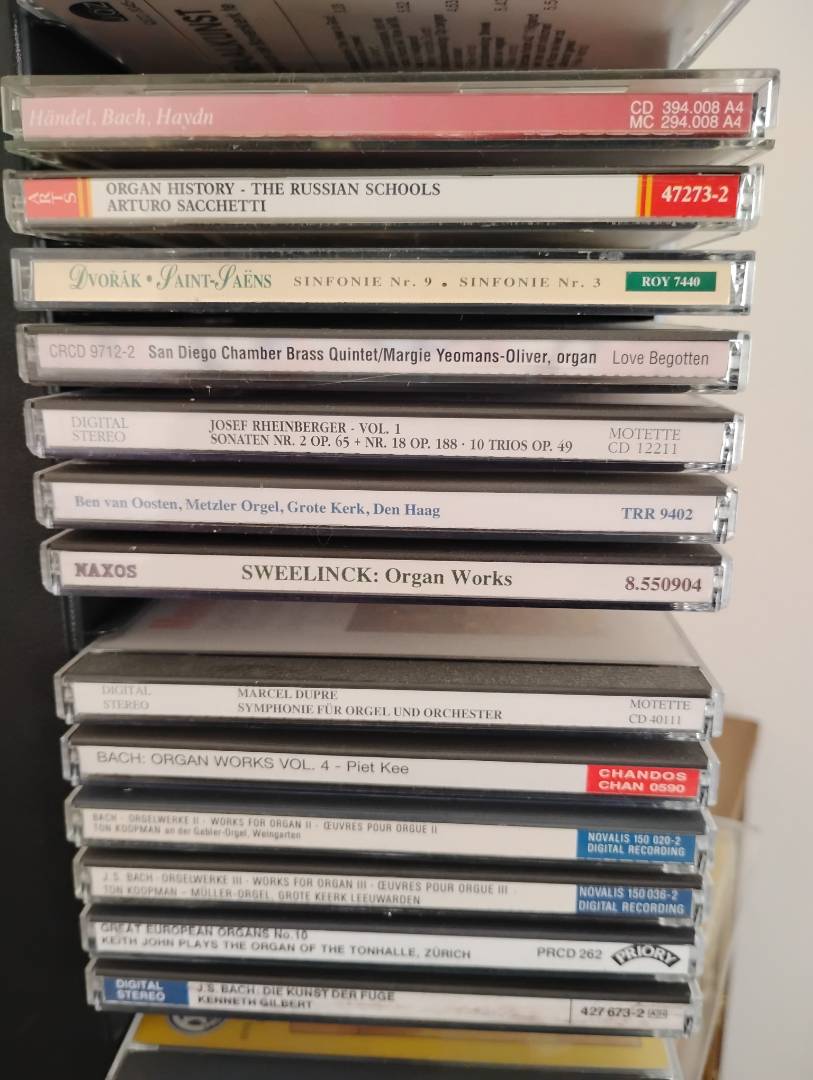 Händel, Bach, Haydn
CD 394.008 A4
MC 294.008 A4
ARTS
ORGAN HISTORY - THE RUSSIAN SCHOOLS
ARTURO SACCHETTI
47273-2
DVOŘÁK • SAINT-SAËNS SINFONIE Nr. 9 • SINFONIE Nr. 3 ROY 7440
CRCD 9712-2 San Diego Chamber Brass Quintet/Margie Yeomans-Oliver, organ Love Begotten
DIGITAL
STEREO
JOSEF RHEINBERGER - VOL. 1
SONATEN NR. 2 OP. 65 + NR. 18 OP. 188 · 10 TRIOS OP. 49
MOTETTE
CD 12211
Ben van Oosten, Metzler Orgel, Grote Kerk, Den Haag TRR 9402
NAXOS SWEELINCK: Organ Works 8.550904
DIGITAL
STEREO
MARCEL DUPRE
SYMPHONIE FÜR ORGEL UND ORCHESTER
MOTETTE
CD 40111
BACH: ORGAN WORKS VOL. 4 - Piet Kee
CHANDOS
CHAN 0590
BACH · ORGELWERKE II · WORKS FOR ORGAN II · ŒUVRES POUR ORGUE II
TON KOOPMAN an der Gabler-Orgel, Weingarten
NOVALIS 150 020-2
DIGITAL RECORDING
J.S. BACH · ORGELWERKE III · WORKS FOR ORGAN III · ŒUVRES POUR ORGUE III
TON KOOPMAN – MÜLLER-ORGEL, GROTE KEERK LEEUWARDEN
NOVALIS 150 036-2
DIGITAL RECORDING
GREAT EUROPEAN ORGANS No.10
KEITH JOHN PLAYS THE ORGAN OF THE TONHALLE, ZÜRICH
PRCD 262 PRIORY
DIGITAL
STEREO
J.S. BACH: DIE KUNST DER FUGE
KENNETH GILBERT
427 673-2